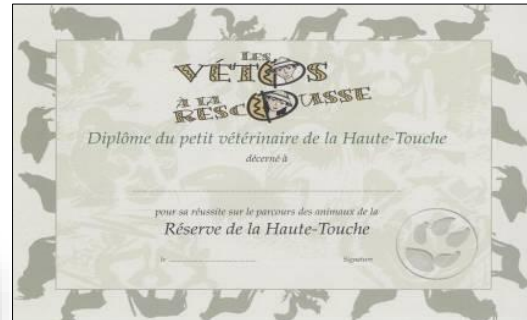 Les
VÉTOS
À LA
RESCOUSSE
Diplôme du petit vétérinaire de la Haute-Touche
décerné à
pour sa réussite sur le parcours des animaux de la
Réserve de la Haute-Touche
le
Signature